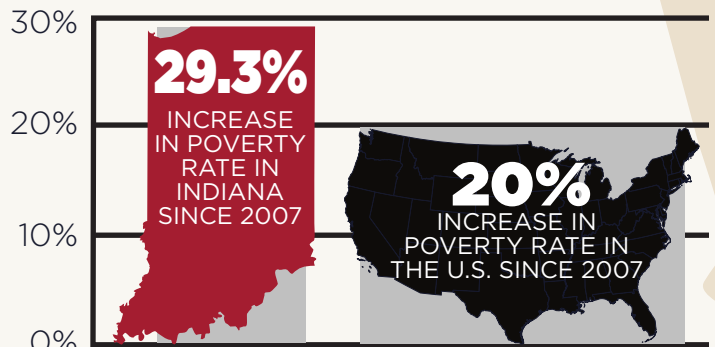 30%
20%
10%
0%
29.3%
INCREASE
IN POVERTY
RATE IN
INDIANA
SINCE 2007
20%
INCREASE IN
POVERTY RATE IN
THE U.S. SINCE 2007